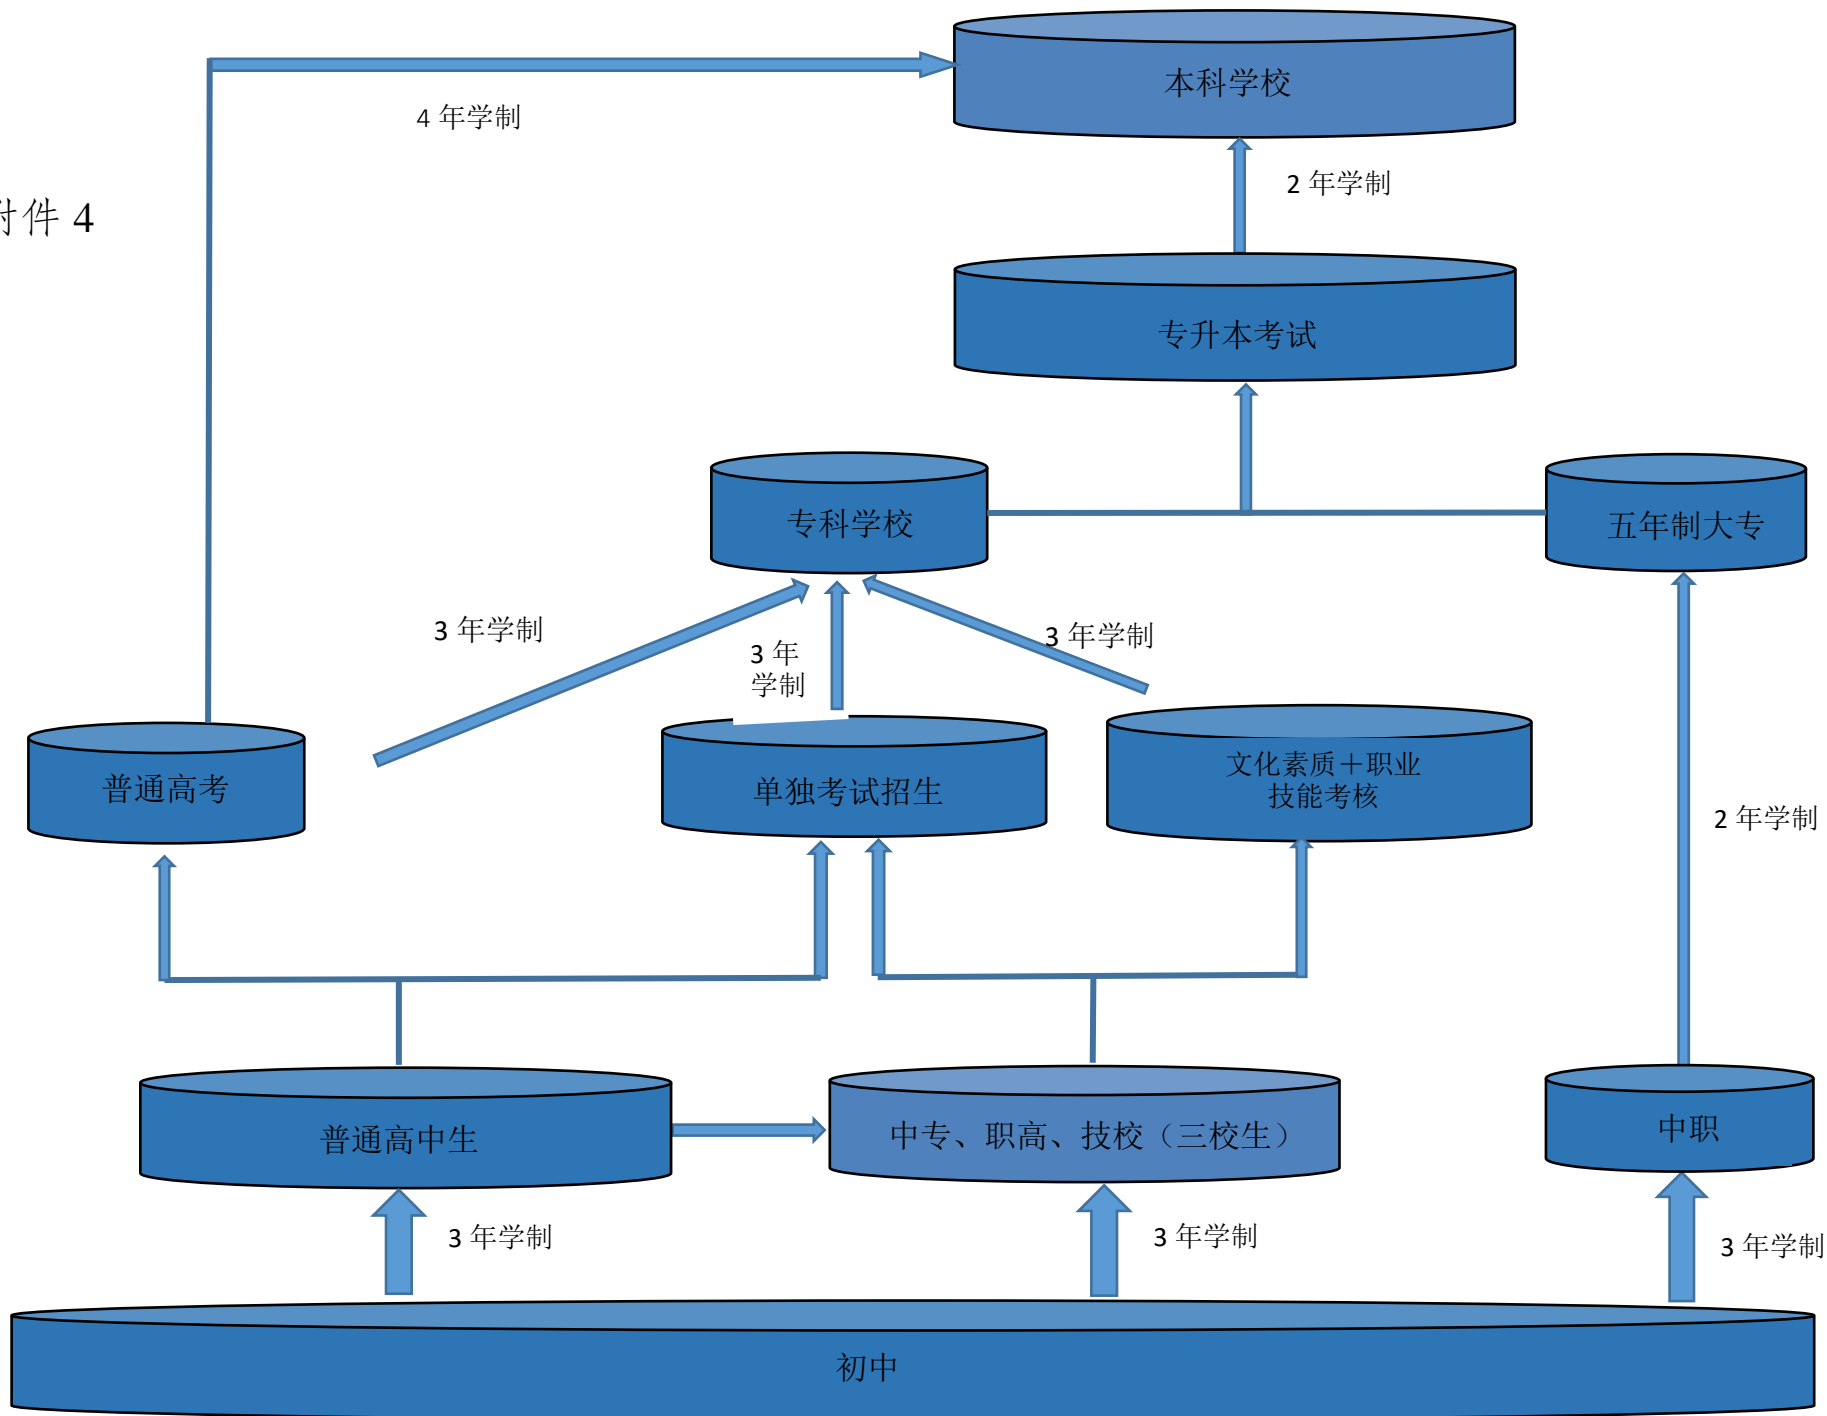 本科学校
4 年学制
2 年学制
附件 4
专升本考试
专科学校
五年制大专
3 年学制
3 年
学制
3 年学制
普通高考
单独考试招生
文化素质＋职业
技能考核
2 年学制
普通高中生
中专、职高、技校（三校生）
中职
3 年学制
3 年学制
3 年学制
初中